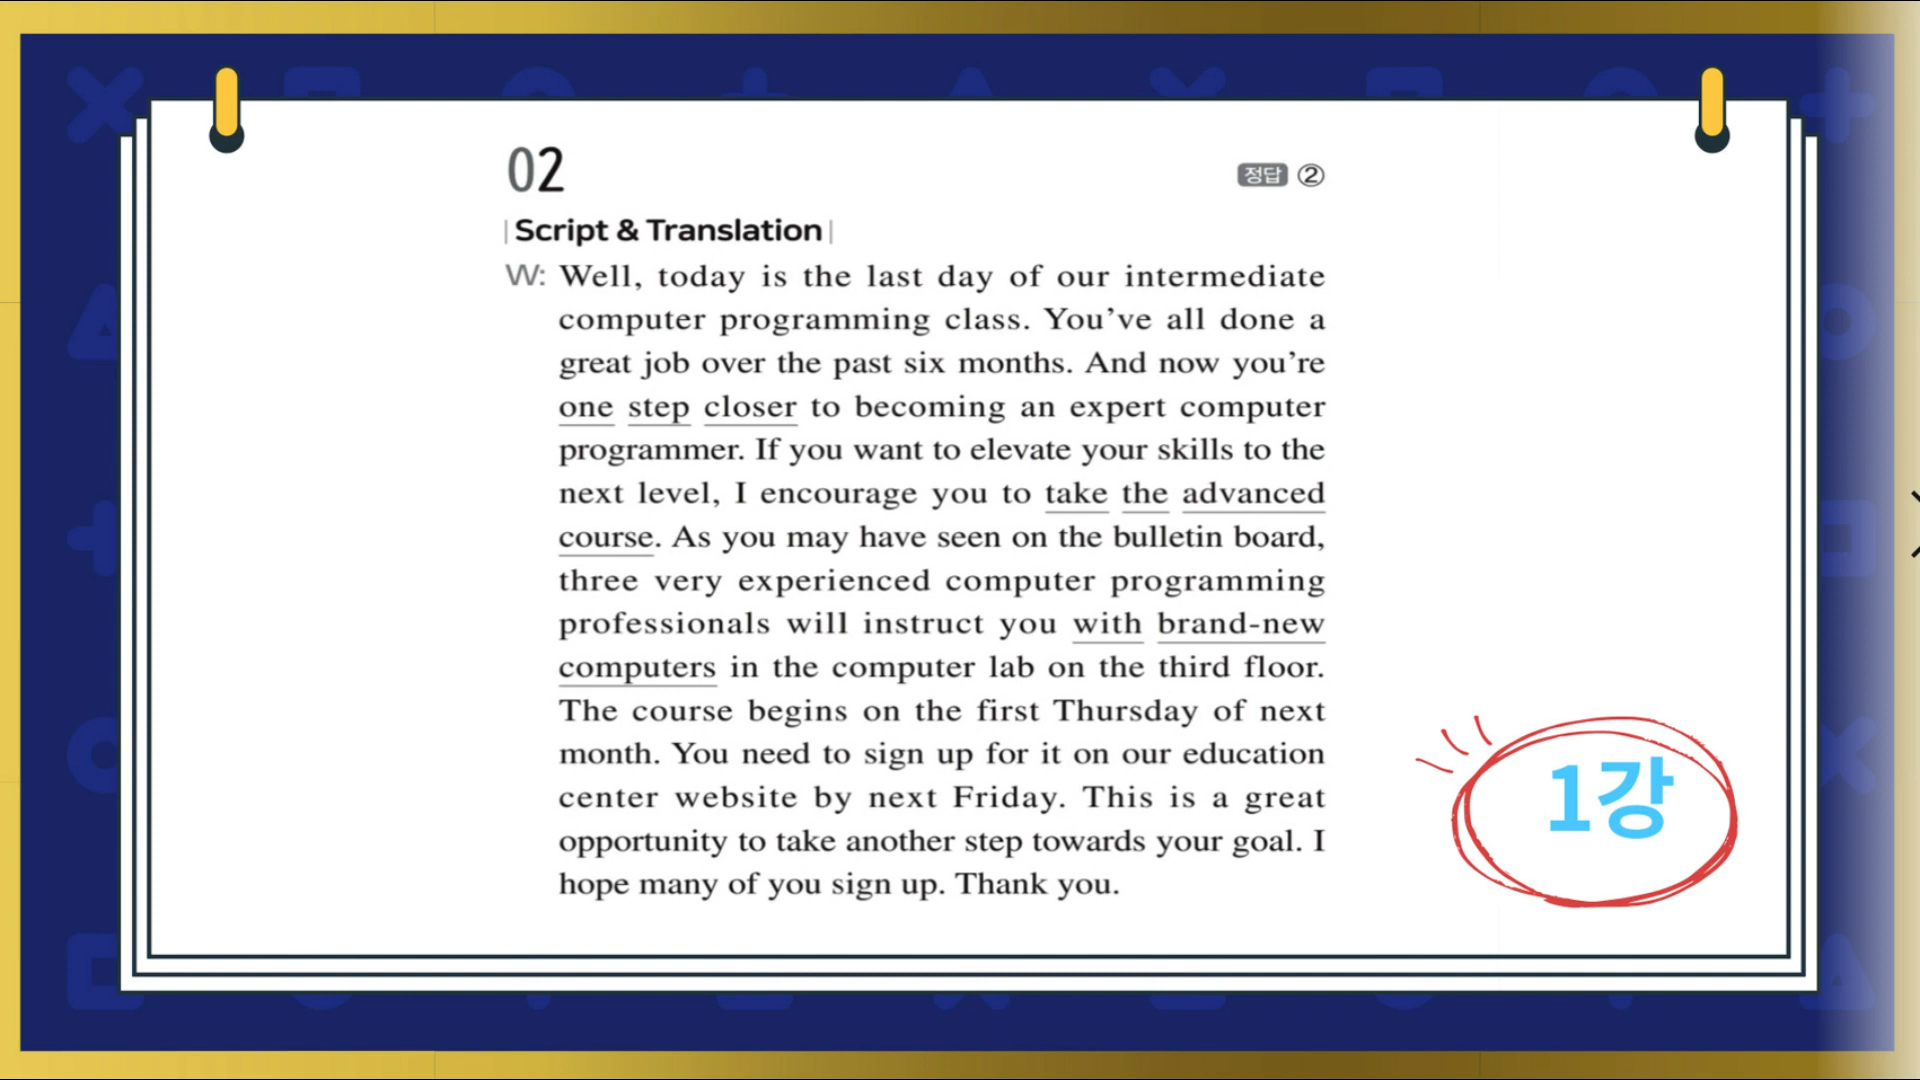 02
정답 ②
Script & Translation
W: Well, today is the last day of our intermediate
computer programming class. You’ve all done a
great job over the past six months. And now you’re
one step closer to becoming an expert computer
programmer. If you want to elevate your skills to the
next level, I encourage you to take the advanced
course. As you may have seen on the bulletin board,
three very experienced computer programming
professionals will instruct you with brand-new
computers in the computer lab on the third floor.
The course begins on the first Thursday of next
month. You need to sign up for it on our education
center website by next Friday. This is a great
opportunity to take another step towards your goal. I
hope many of you sign up. Thank you.
1강